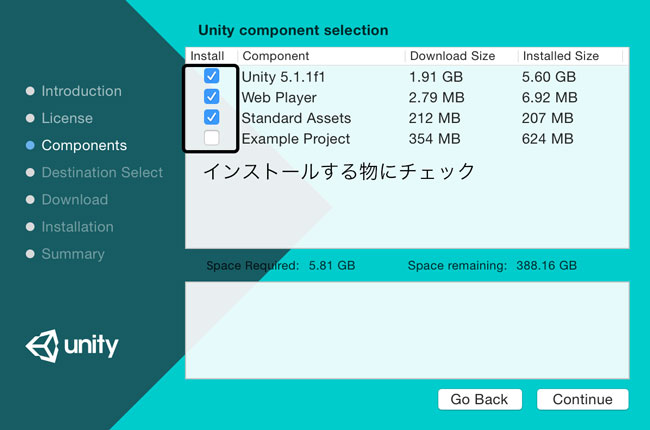 Unity component selection
Install Component Download Size Installed Size
Unity 5.1.1f1 1.91 GB 5.60 GB
Web Player 2.79 MB 6.92 MB
Standard Assets 212 MB 207 MB
Example Project 354 MB 624 MB
インストールする物にチェック
Space Required: 5.81 GB Space remaining: 388.16 GB
Introduction
License
Components
Destination Select
Download
Installation
Summary
unity
Go Back Continue